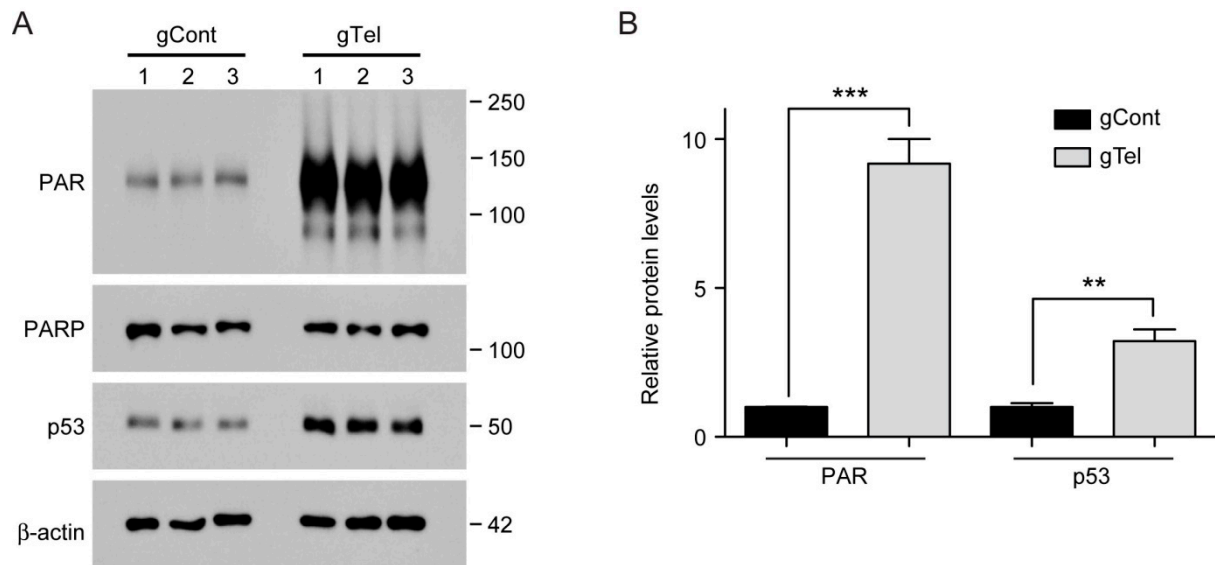 A
gCont gTel
1 2 3 1 2 3
PAR
250
150
100
PARP
100
p53
50
β-actin
42
B
Relative protein levels
10
5
0
***
**
gCont
gTel
PAR p53